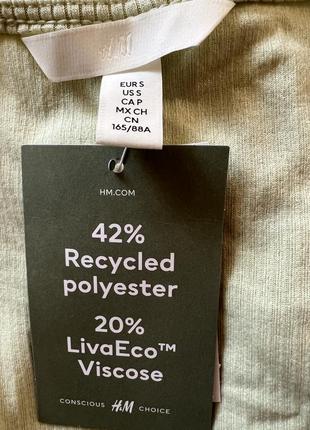 H&M
EUR S
US S
CA P
MX CH
CN
165/88A
HM.COM
42%
Recycled
polyester
20%
LivaEco™
Viscose
CONSCIOUS H&M CHOICE